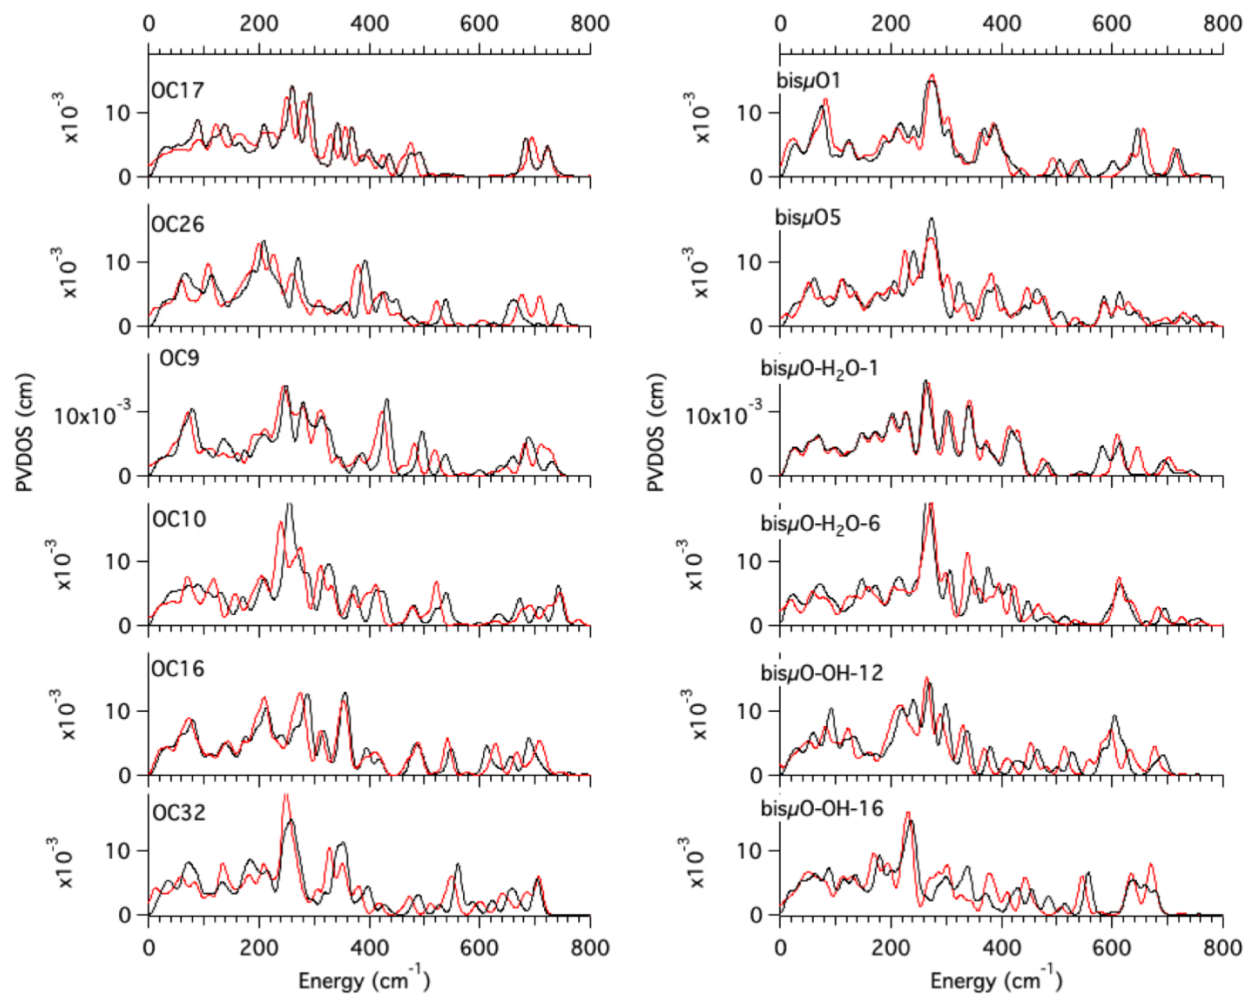 0 200 400 600 800
OC17
x10⁻³
10
0
OC26
x10⁻³
10
0
OC9
PVDOS (cm)
10x10⁻³
0
OC10
x10⁻³
10
0
OC16
x10⁻³
10
0
OC32
x10⁻³
10
0
0 200 400 600 800
Energy (cm⁻¹)
0 200 400 600 800
bisμO1
x10⁻³
10
0
bisμO5
x10⁻³
10
0
bisμO-H₂O-1
PVDOS (cm)
10x10⁻³
0
bisμO-H₂O-6
x10⁻³
10
0
bisμO-OH-12
x10⁻³
10
0
bisμO-OH-16
x10⁻³
10
0
0 200 400 600 800
Energy (cm⁻¹)